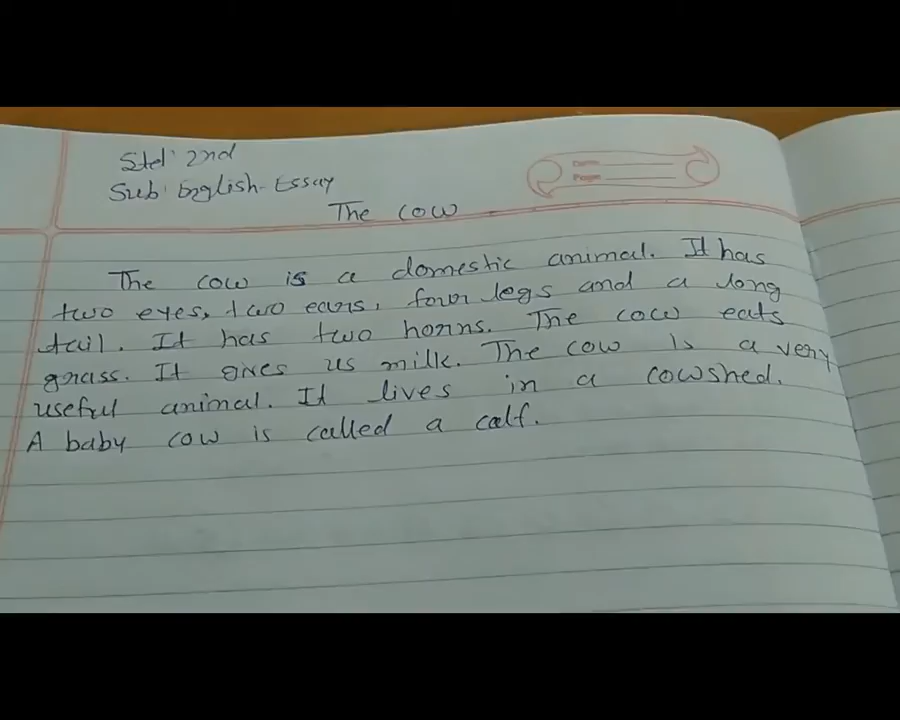 Std: 2nd
Sub: English-Essay
The cow
The cow is a domestic animal. It has
two eyes, two ears, four legs and a long
tail. It has two horns. The cow eats
grass. It gives us milk. The cow is a very
useful animal. It lives in a cowshed.
A baby cow is called a calf.